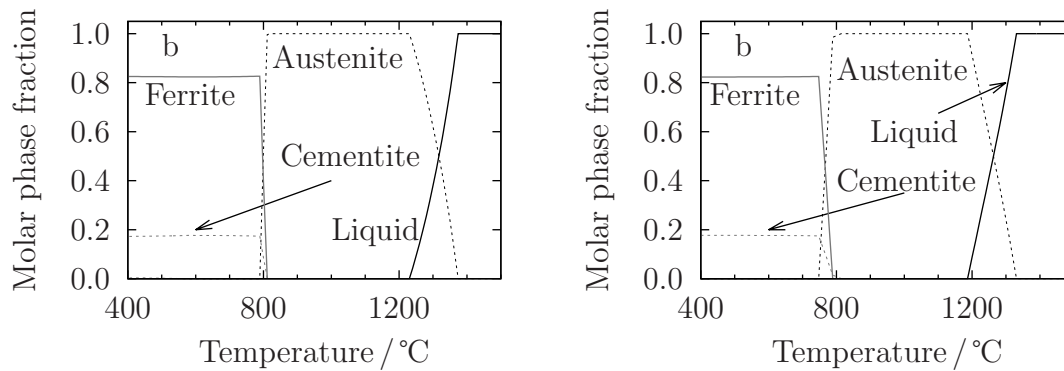 Molar phase fraction
1.0
0.8
0.6
0.4
0.2
0.0
b
Austenite
Ferrite
Cementite
Liquid
400
800
1200
Temperature / °C
Molar phase fraction
1.0
0.8
0.6
0.4
0.2
0.0
b
Austenite
Ferrite
Liquid
Cementite
400
800
1200
Temperature / °C